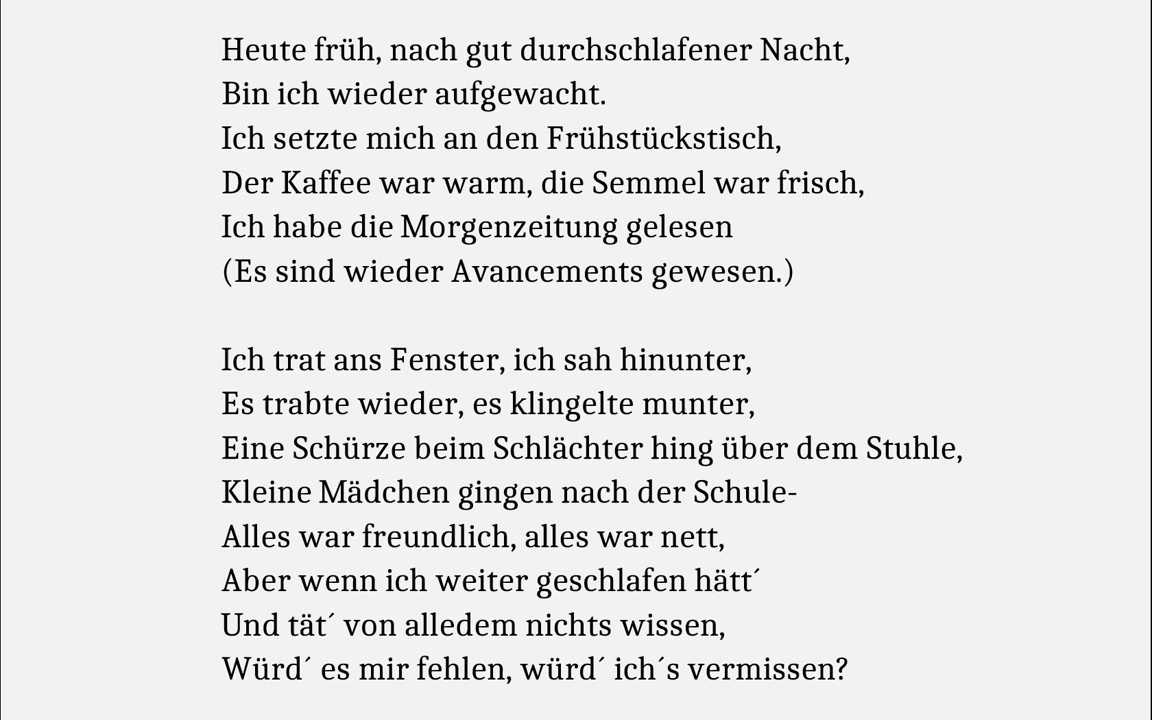 Heute früh, nach gut durchschlafener Nacht,
Bin ich wieder aufgewacht.
Ich setzte mich an den Frühstückstisch,
Der Kaffee war warm, die Semmel war frisch,
Ich habe die Morgenzeitung gelesen
(Es sind wieder Avancements gewesen.)
Ich trat ans Fenster, ich sah hinunter,
Es trabte wieder, es klingelte munter,
Eine Schürze beim Schlächter hing über dem Stuhle,
Kleine Mädchen gingen nach der Schule-
Alles war freundlich, alles war nett,
Aber wenn ich weiter geschlafen hätt´
Und tät´ von alledem nichts wissen,
Würd´ es mir fehlen, würd´ ich´s vermissen?